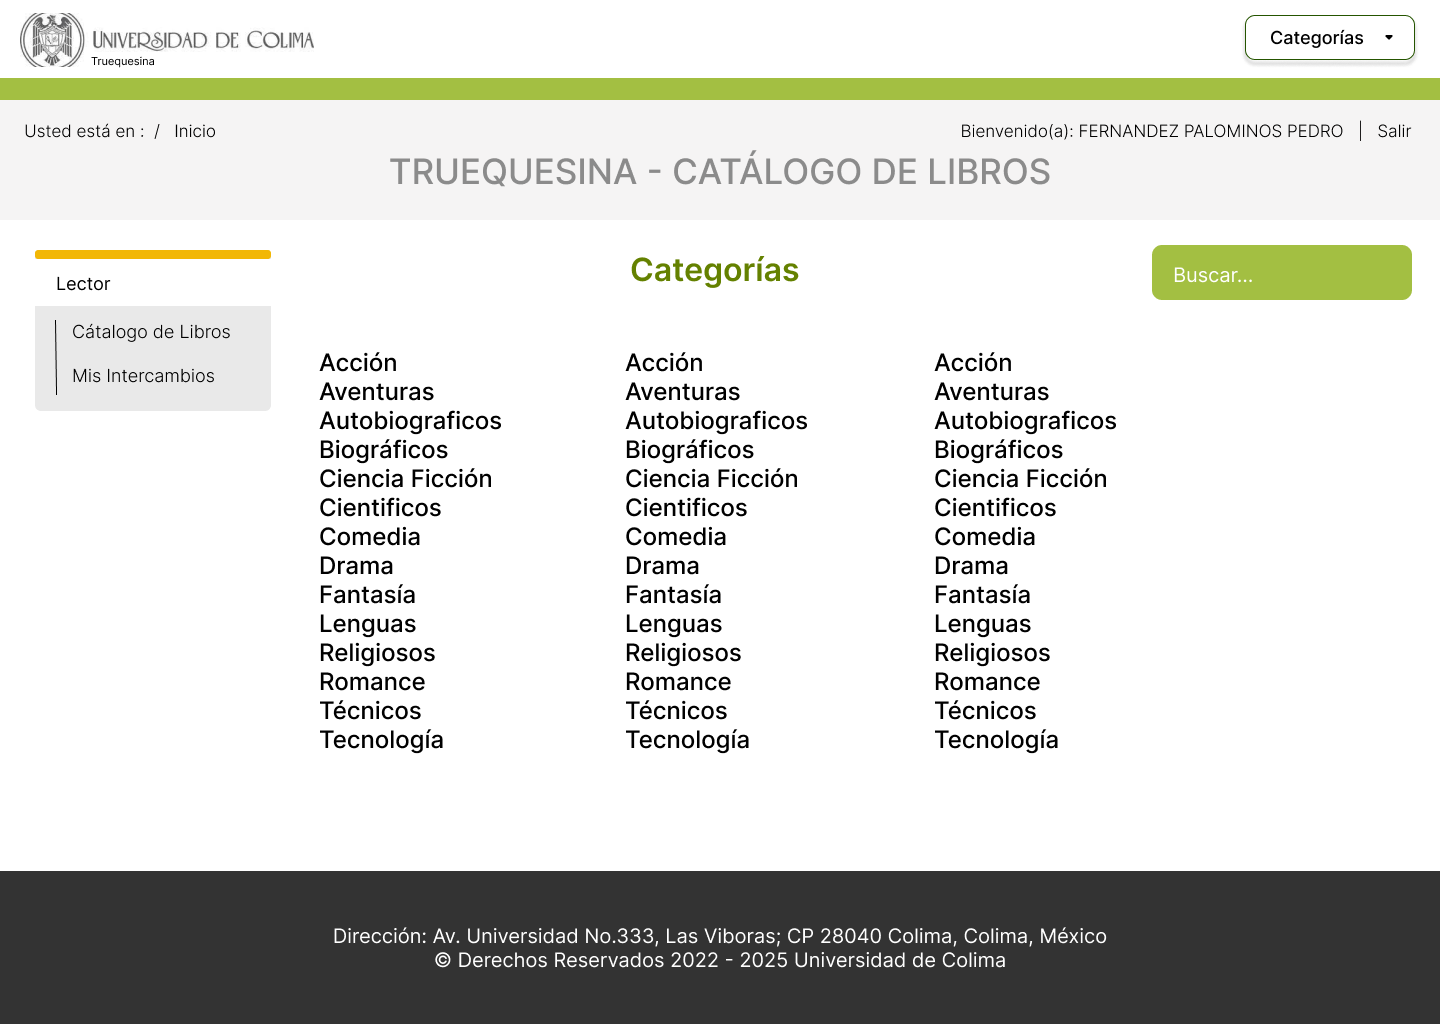 UNIVERSIDAD DE COLIMA
Truequesina
Categorías
Usted está en : / Inicio
Bienvenido(a): FERNANDEZ PALOMINOS PEDRO | Salir
TRUEQUESINA - CATÁLOGO DE LIBROS
Lector
Cátalogo de Libros
Mis Intercambios
Categorías
Buscar...
Acción
Aventuras
Autobiograficos
Biográficos
Ciencia Ficción
Cientificos
Comedia
Drama
Fantasía
Lenguas
Religiosos
Romance
Técnicos
Tecnología
Acción
Aventuras
Autobiograficos
Biográficos
Ciencia Ficción
Cientificos
Comedia
Drama
Fantasía
Lenguas
Religiosos
Romance
Técnicos
Tecnología
Acción
Aventuras
Autobiograficos
Biográficos
Ciencia Ficción
Cientificos
Comedia
Drama
Fantasía
Lenguas
Religiosos
Romance
Técnicos
Tecnología
Dirección: Av. Universidad No.333, Las Viboras; CP 28040 Colima, Colima, México
© Derechos Reservados 2022 - 2025 Universidad de Colima